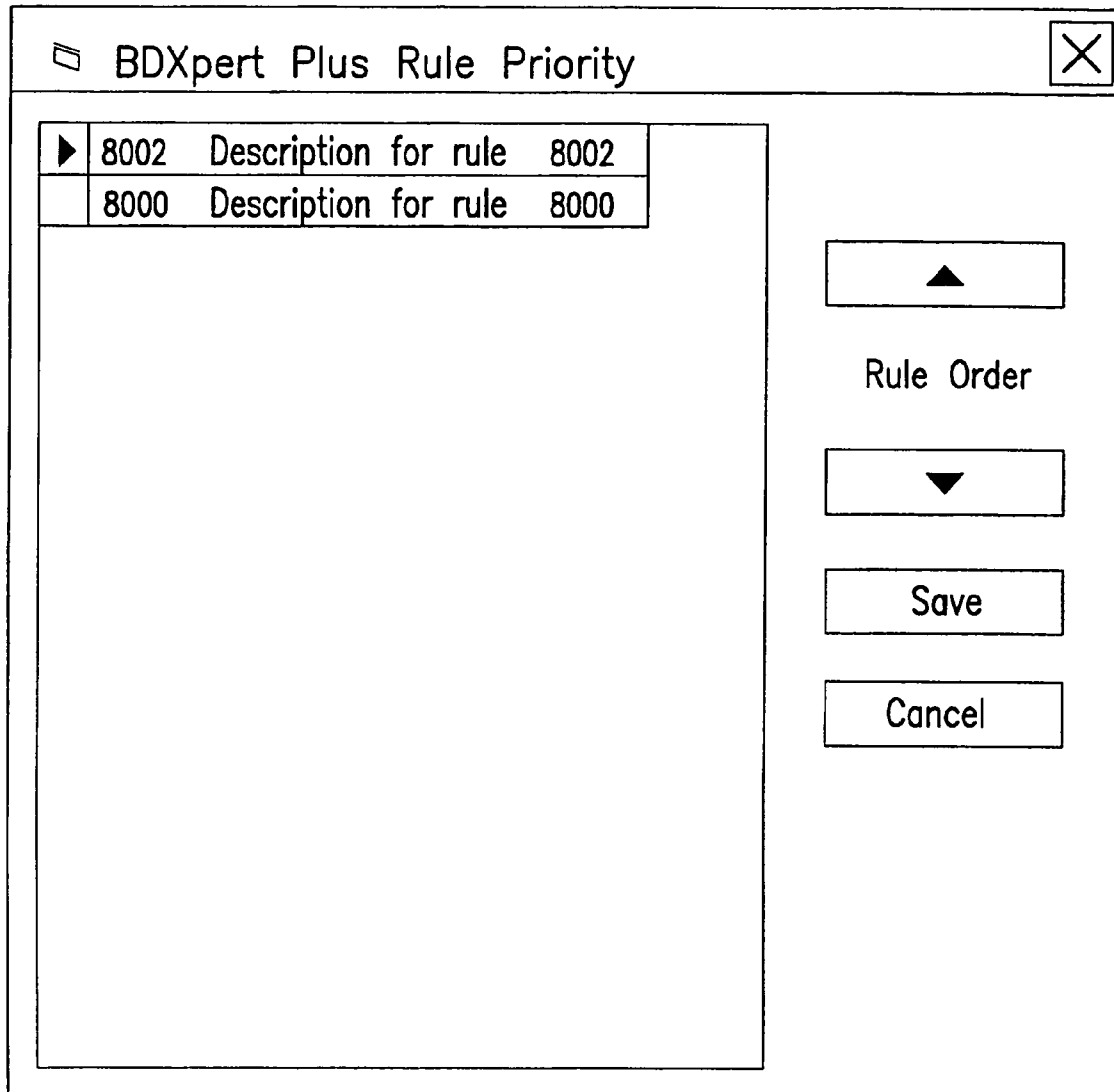 BDXpert Plus Rule Priority
8002 Description for rule 8002
8000 Description for rule 8000
Rule Order
Save
Cancel